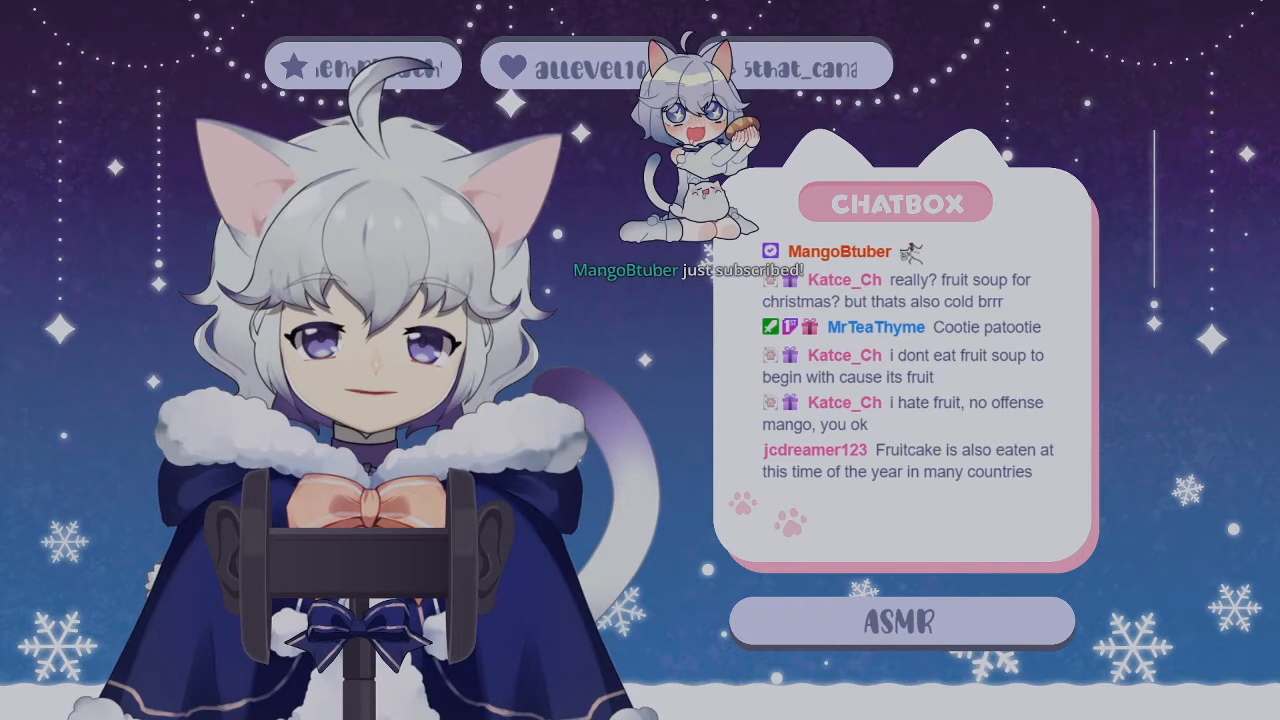 CHATBOX
MangoBtuber
MangoBtuber just subscribed!
Katce_Ch really? fruit soup for
christmas? but thats also cold brrr
MrTeaThyme Cootie patootie
Katce_Ch i dont eat fruit soup to
begin with cause its fruit
Katce_Ch i hate fruit, no offense
mango, you ok
jcdreamer123 Fruitcake is also eaten at
this time of the year in many countries
ASMR